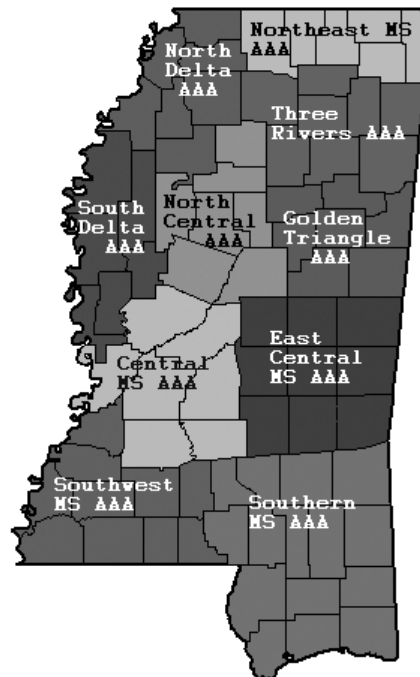 Northeast MS
AAA
North
Delta
AAA
Three
Rivers AAA
South
Delta
AAA
North
Central
AAA
Golden
Triangle
AAA
East
Central
MS AAA
Central
MS AAA
Southwest
MS AAA
Southern
MS AAA